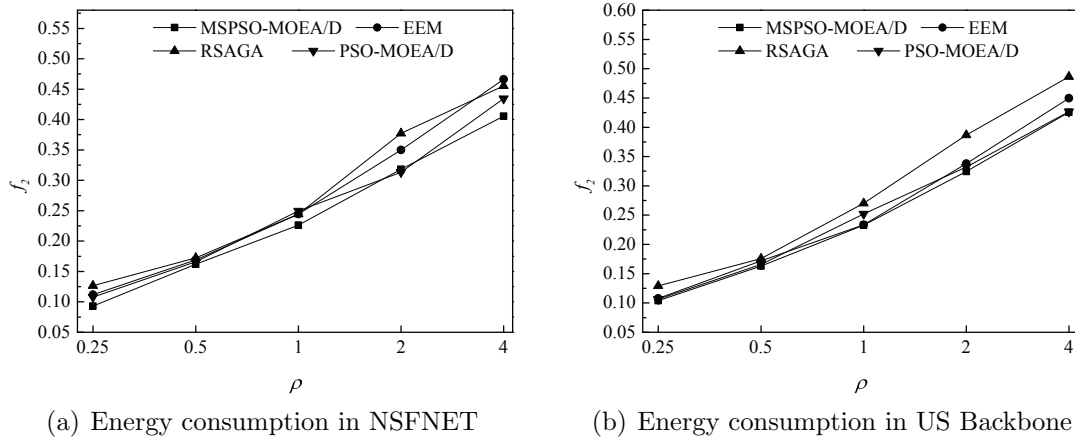 MSPSO-MOEA/D EEM
RSAGA PSO-MOEA/D
0.55
0.50
0.45
0.40
0.35
0.30
0.25
0.20
0.15
0.10
0.05
f₂
0.25 0.5 1 2 4
ρ
(a) Energy consumption in NSFNET
MSPSO-MOEA/D EEM
RSAGA PSO-MOEA/D
0.60
0.55
0.50
0.45
0.40
0.35
0.30
0.25
0.20
0.15
0.10
0.05
f₂
0.25 0.5 1 2 4
ρ
(b) Energy consumption in US Backbone